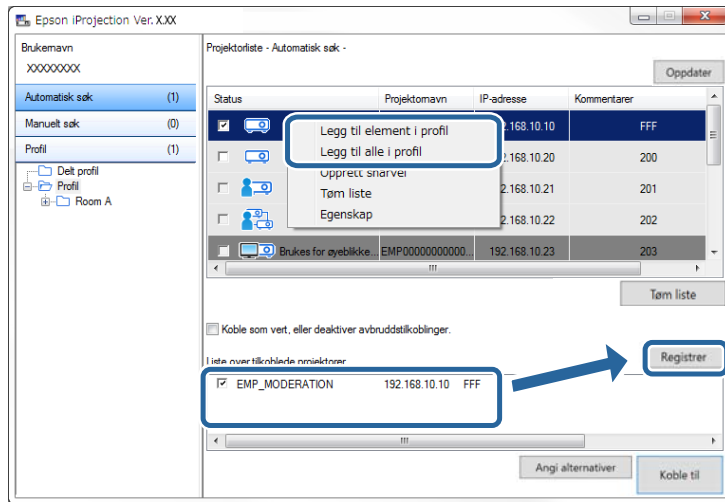 Epson iProjection Ver. X.XX
Brukernavn
XXXXXXXX
Automatisk søk (1)
Manuelt søk (0)
Profil (1)
Delt profil
Profil
Room A
Projektorliste - Automatisk søk -
Oppdater
Status Projektornavn IP-adresse Kommentarer
2.168.10.10 FFF
2.168.10.20 200
2.168.10.21 201
2.168.10.22 202
Brukes for øyeblikke... EMP00000000000... 192.168.10.23 203
Legg til element i profil
Legg til alle i profil
Opprett snarvei
Tøm liste
Egenskap
Tøm liste
Koble som vert, eller deaktiver avbruddstilkoblinger.
Liste over tilkoblede projektorer
Registrer
EMP_MODERATION 192.168.10.10 FFF
Angi alternativer
Koble til